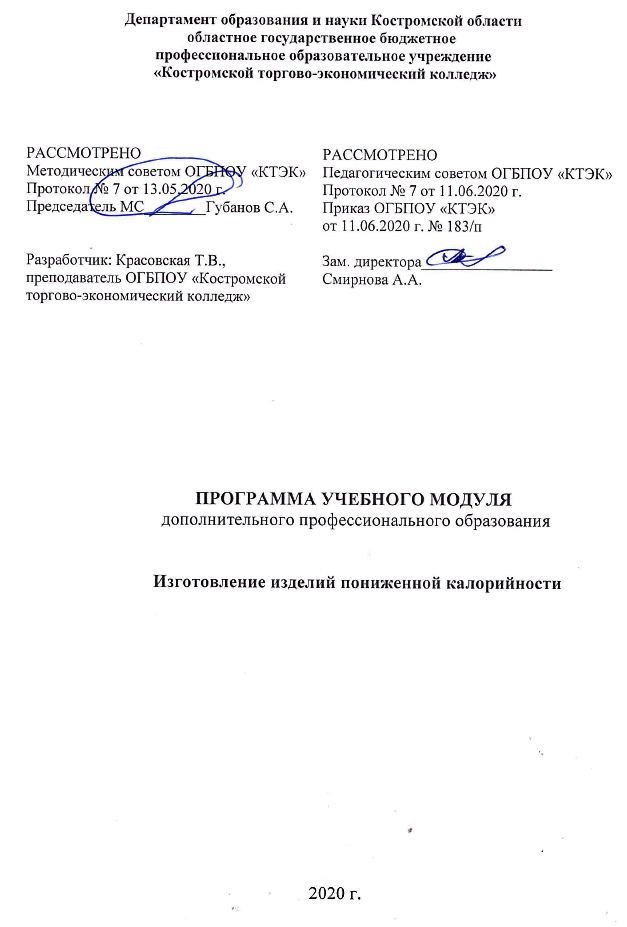 Департамент образования и науки Костромской области
областное государственное бюджетное
профессиональное образовательное учреждение
«Костромской торгово-экономический колледж»
РАССМОТРЕНО
Методическим советом ОГБПОУ «КТЭК»
Протокол № 7 от 13.05.2020 г.
Председатель МС________Губанов С.А.
Разработчик: Красовская Т.В.,
преподаватель ОГБПОУ «Костромской
торгово-экономический колледж»
РАССМОТРЕНО
Педагогическим советом ОГБПОУ «КТЭК»
Протокол № 7 от 11.06.2020 г.
Приказ ОГБПОУ «КТЭК»
от 11.06.2020 г. № 183/п
Зам. директора_________________
Смирнова А.А.
ПРОГРАММА УЧЕБНОГО МОДУЛЯ
дополнительного профессионального образования
Изготовление изделий пониженной калорийности
2020 г.